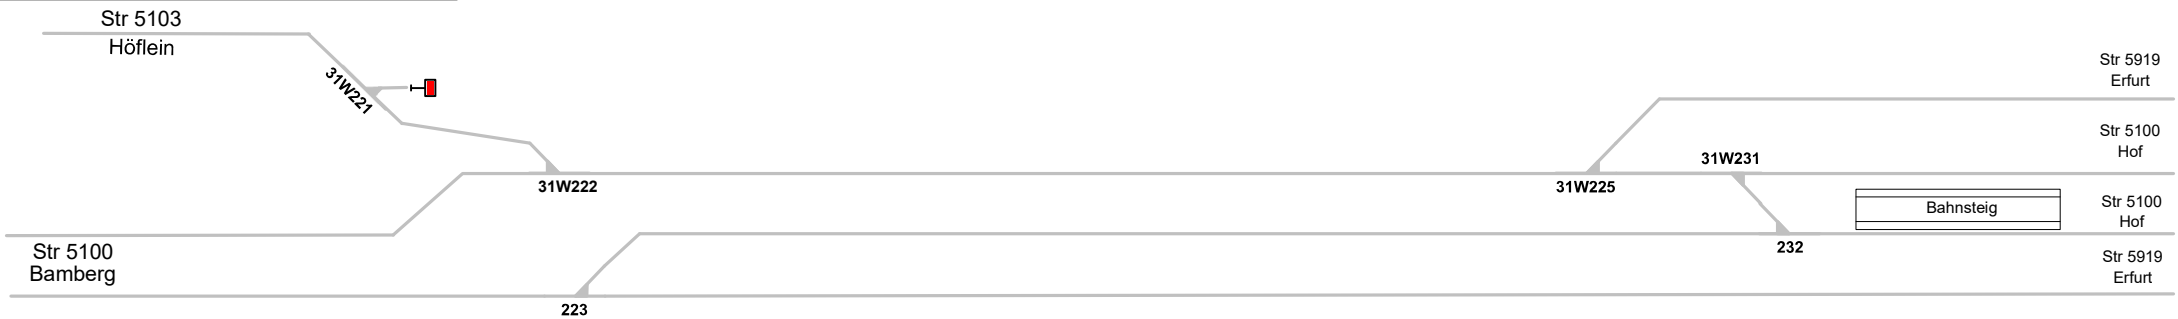 Str 5103
Höflein
31W221
31W222
Str 5100
Bamberg
223
31W225
31W231
232
Bahnsteig
Str 5919
Erfurt
Str 5100
Hof
Str 5100
Hof
Str 5919
Erfurt